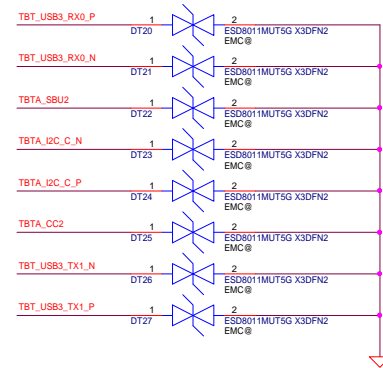 TBT_USB3_RX0_P 1 2
DT20 ESD8011MUT5G X3DFN2
EMC@
TBT_USB3_RX0_N 1 2
DT21 ESD8011MUT5G X3DFN2
EMC@
TBTA_SBU2 1 2
DT22 ESD8011MUT5G X3DFN2
EMC@
TBTA_I2C_C_N 1 2
DT23 ESD8011MUT5G X3DFN2
EMC@
TBTA_I2C_C_P 1 2
DT24 ESD8011MUT5G X3DFN2
EMC@
TBTA_CC2 1 2
DT25 ESD8011MUT5G X3DFN2
EMC@
TBT_USB3_TX1_N 1 2
DT26 ESD8011MUT5G X3DFN2
EMC@
TBT_USB3_TX1_P 1 2
DT27 ESD8011MUT5G X3DFN2
EMC@